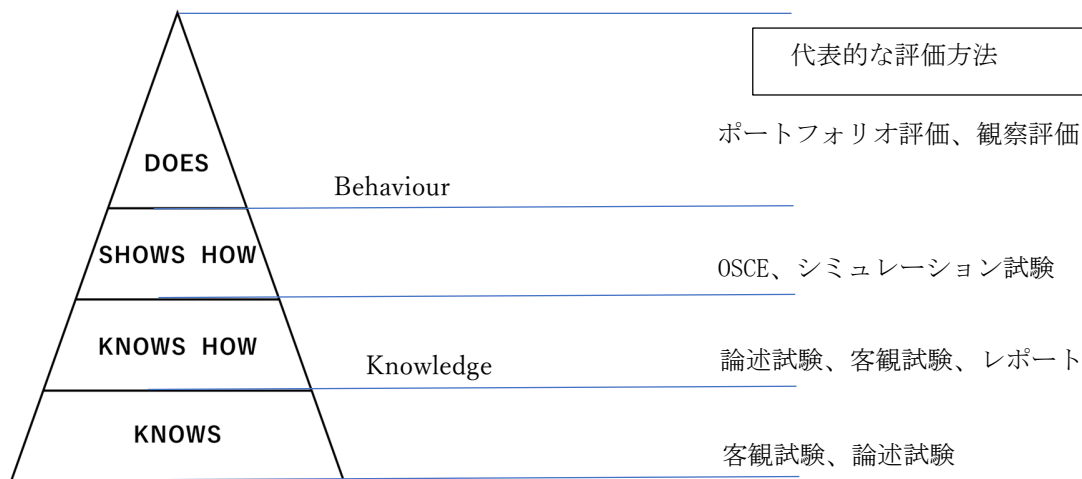 代表的な評価方法
ポートフォリオ評価、観察評価
DOES
Behaviour
SHOWS HOW
OSCE、シミュレーション試験
KNOWS HOW
Knowledge
論述試験、客観試験、レポート
KNOWS
客観試験、論述試験